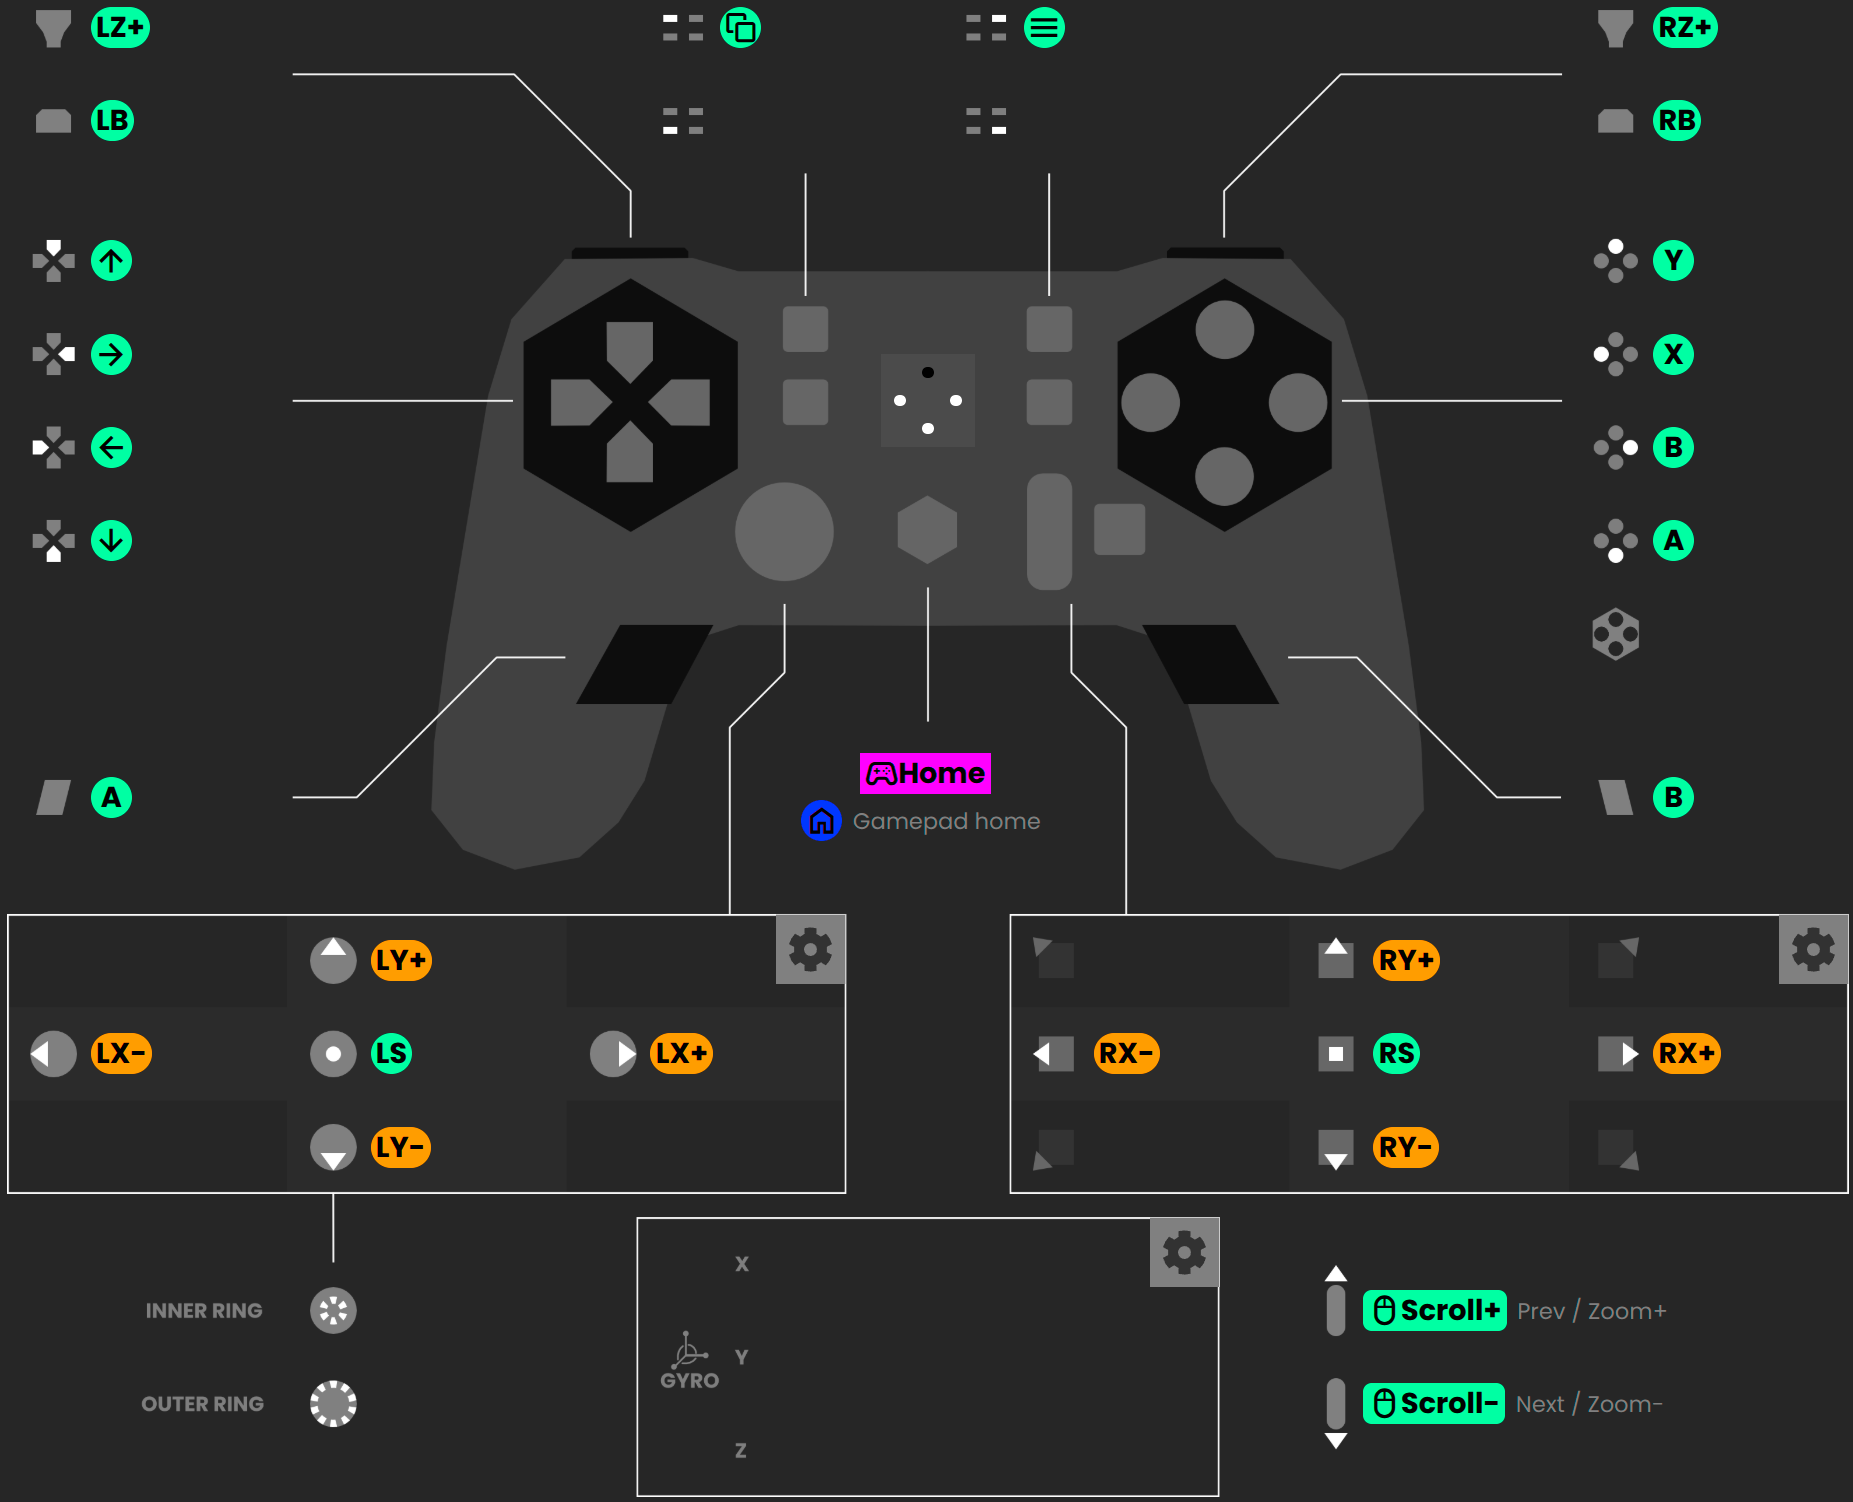 LZ+
RZ+
LB
RB
Y
X
B
A
A
B
Home
Gamepad home
LY+
RY+
LX-
LS
LX+
RX-
RS
RX+
LY-
RY-
X
INNER RING
Scroll+ Prev / Zoom+
Y
GYRO
OUTER RING
Scroll- Next / Zoom-
Z